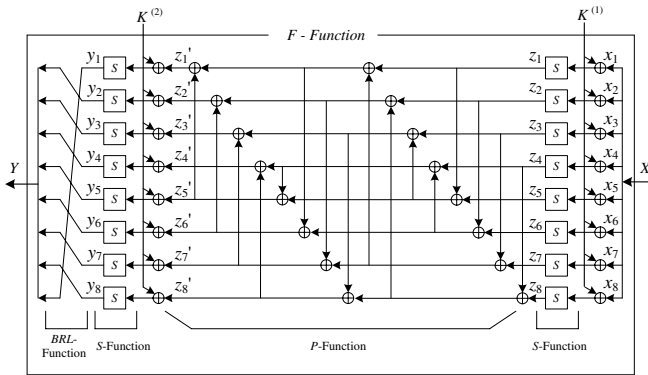 K(2)
K(1)
F - Function
y1 S z1' z1 S x1
y2 S z2' z2 S x2
y3 S z3' z3 S x3
y4 S z4' z4 S x4
Y
X
y5 S z5' z5 S x5
y6 S z6' z6 S x6
y7 S z7' z7 S x7
y8 S z8' z8 S x8
BRL-
Function
S-Function
P-Function
S-Function